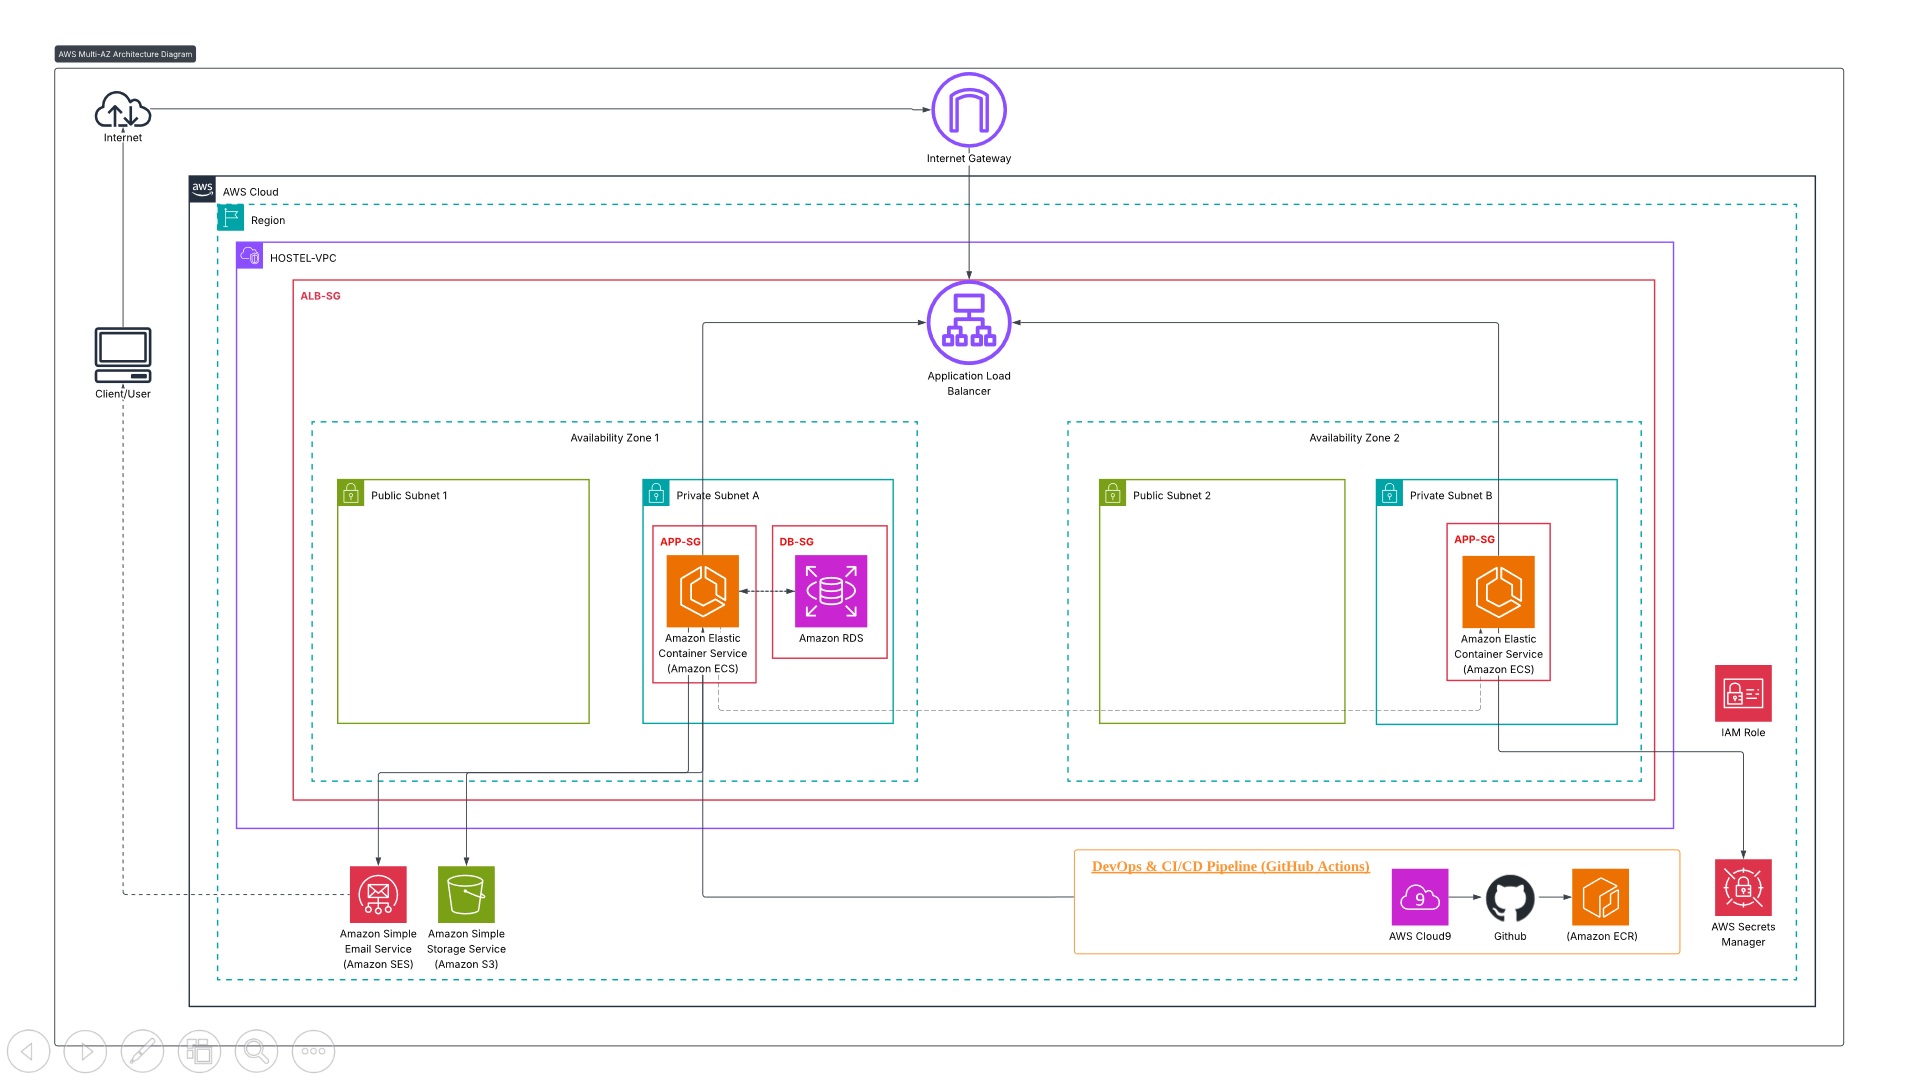 AWS Multi-AZ Architecture Diagram
Internet
Internet Gateway
aws
AWS Cloud
Region
HOSTEL-VPC
ALB-SG
Client/User
Application Load
Balancer
Availability Zone 1
Availability Zone 2
Public Subnet 1
Private Subnet A
Public Subnet 2
Private Subnet B
APP-SG
DB-SG
APP-SG
Amazon Elastic
Container Service
(Amazon ECS)
Amazon RDS
Amazon Elastic
Container Service
(Amazon ECS)
IAM Role
DevOps & CI/CD Pipeline (GitHub Actions)
9
AWS Cloud9
Github
(Amazon ECR)
AWS Secrets
Manager
Amazon Simple
Email Service
(Amazon SES)
Amazon Simple
Storage Service
(Amazon S3)